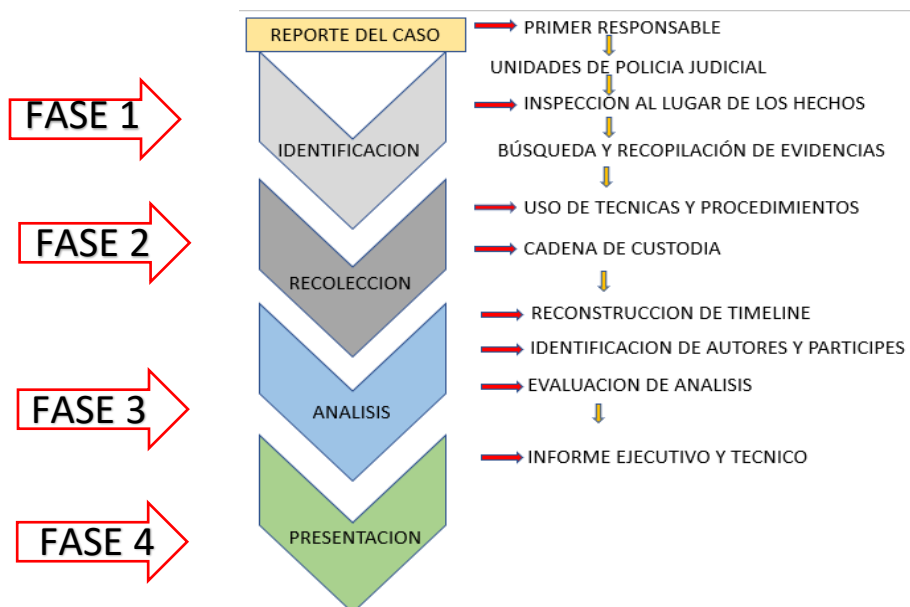 REPORTE DEL CASO
PRIMER RESPONSABLE
UNIDADES DE POLICIA JUDICIAL
FASE 1
INSPECCIÓN AL LUGAR DE LOS HECHOS
IDENTIFICACION
BÚSQUEDA Y RECOPILACIÓN DE EVIDENCIAS
USO DE TECNICAS Y PROCEDIMIENTOS
FASE 2
CADENA DE CUSTODIA
RECOLECCION
RECONSTRUCCION DE TIMELINE
IDENTIFICACION DE AUTORES Y PARTICIPES
EVALUACION DE ANALISIS
FASE 3
ANALISIS
INFORME EJECUTIVO Y TECNICO
FASE 4
PRESENTACION